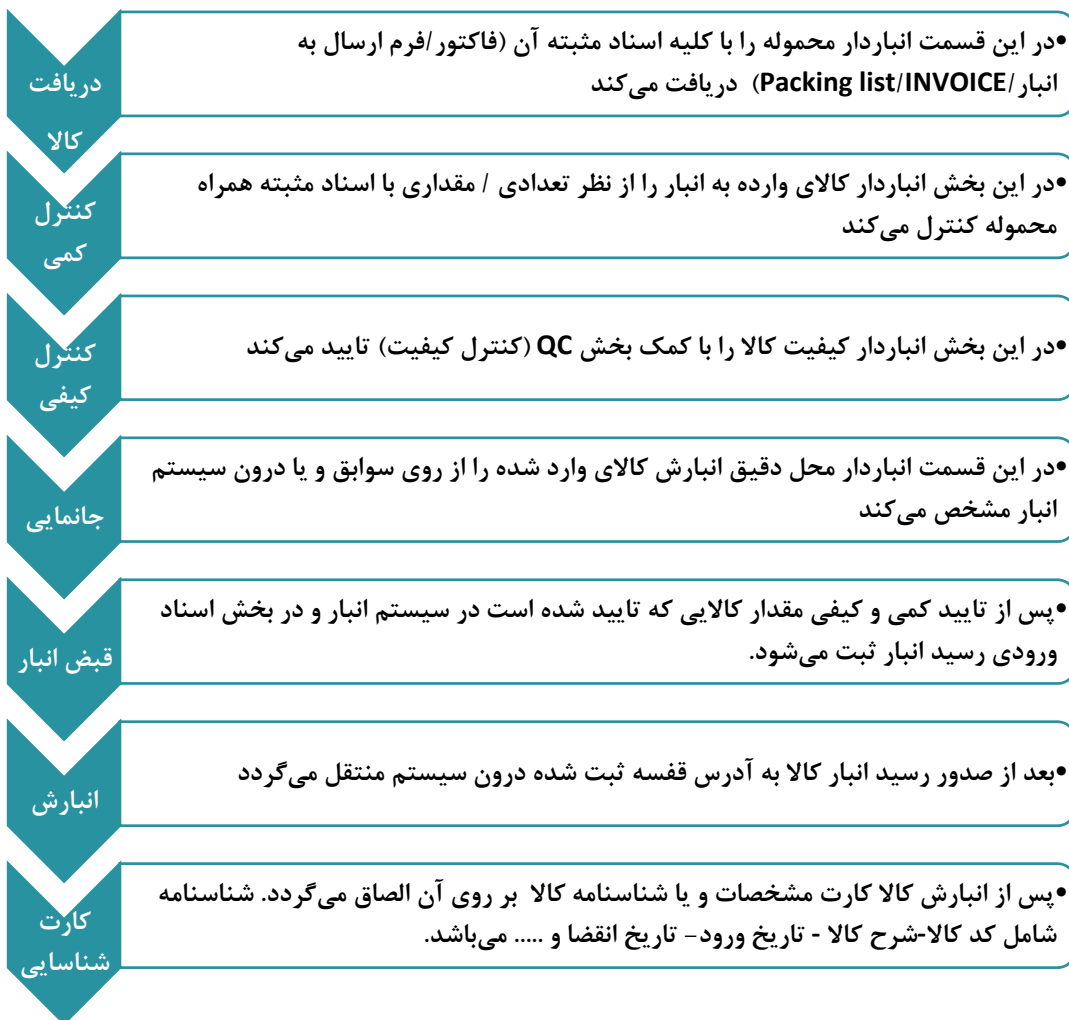 دریافت
کالا
•در این قسمت انباردار محموله را با کلیه اسناد مثبته آن (فاکتور/فرم ارسال به
انبار/Packing list/INVOICE) دریافت می‌کند
کنترل
کمی
•در این بخش انباردار کالای وارده به انبار را از نظر تعدادی / مقداری با اسناد مثبته همراه
محموله کنترل می‌کند
کنترل
کیفی
•در این بخش انباردار کیفیت کالا را با کمک بخش QC (کنترل کیفیت) تایید می‌کند
جانمایی
•در این قسمت انباردار محل دقیق انبارش کالای وارد شده را از روی سوابق و یا درون سیستم
انبار مشخص می‌کند
قبض انبار
•پس از تایید کمی و کیفی مقدار کالایی که تایید شده است در سیستم انبار و در بخش اسناد
ورودی رسید انبار ثبت می‌شود.
انبارش
•بعد از صدور رسید انبار کالا به آدرس قفسه ثبت شده درون سیستم منتقل می‌گردد
کارت
شناسایی
•پس از انبارش کالا کارت مشخصات و یا شناسنامه کالا بر روی آن الصاق می‌گردد. شناسنامه
شامل کد کالا-شرح کالا - تاریخ ورود– تاریخ انقضا و ..... می‌باشد.